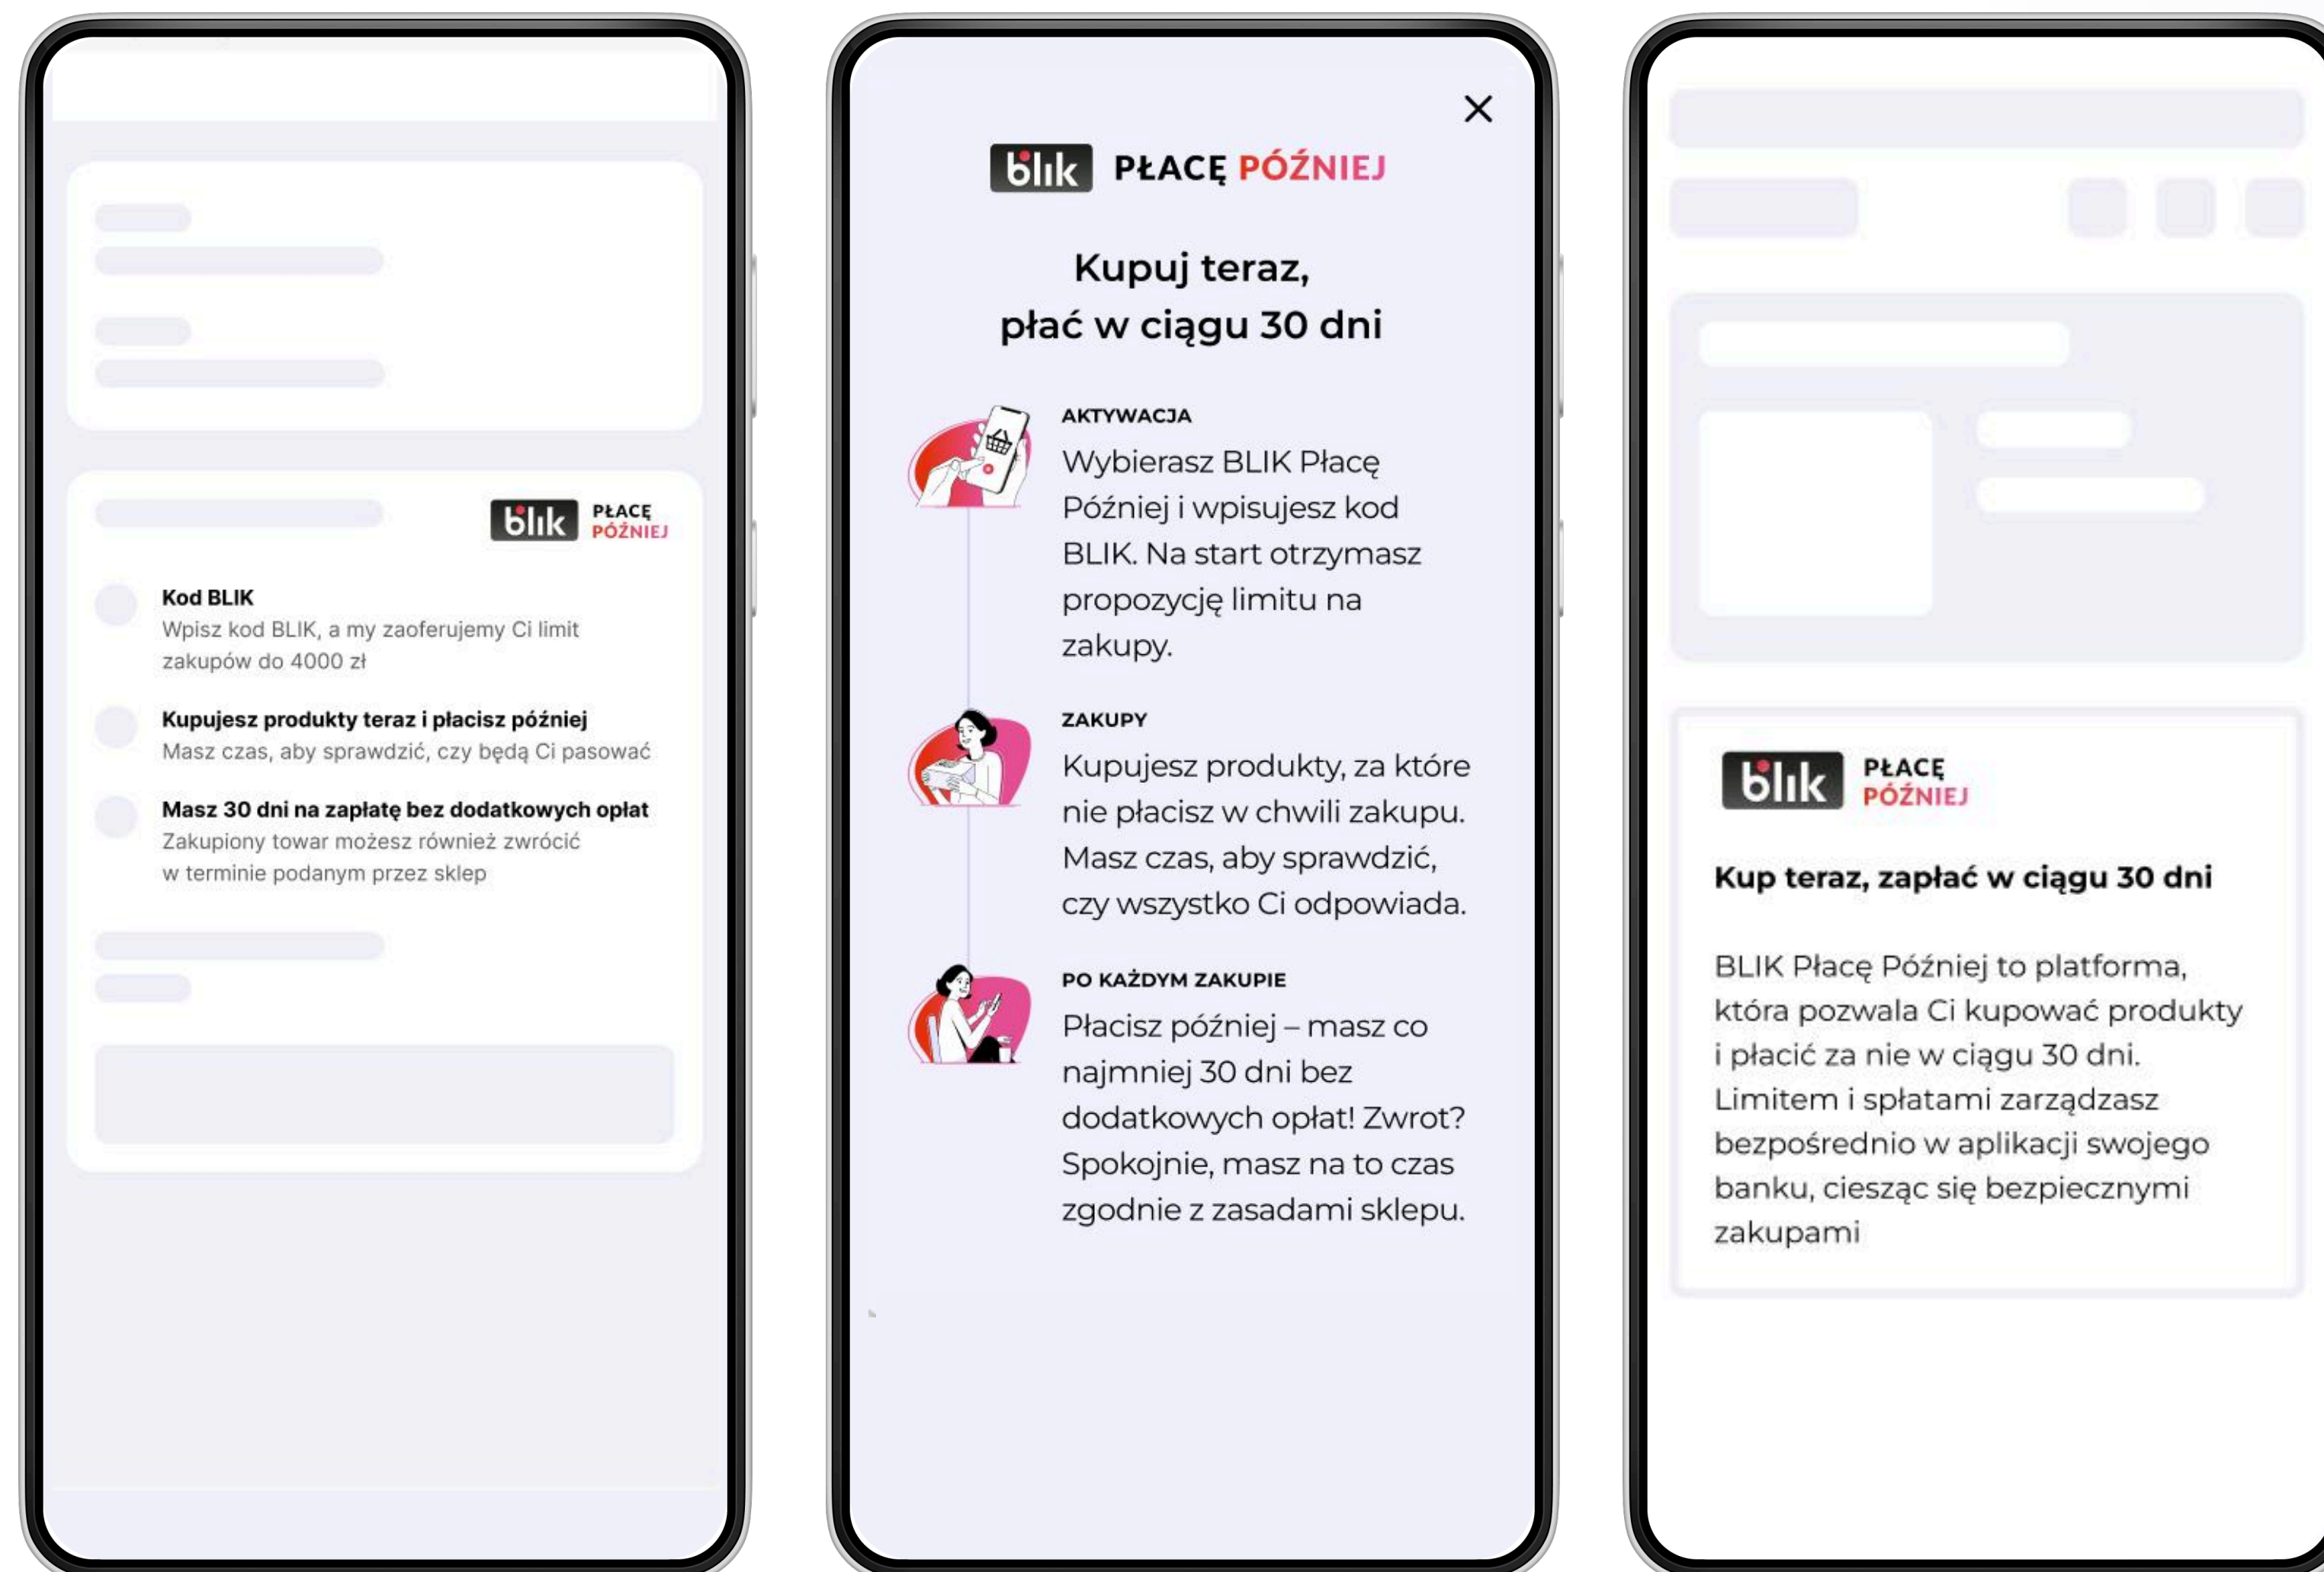 blik PŁACĘ
PÓŹNIEJ
Kod BLIK
Wpisz kod BLIK, a my zaoferujemy Ci limit
zakupów do 4000 zł
Kupujesz produkty teraz i płacisz później
Masz czas, aby sprawdzić, czy będą Ci pasować
Masz 30 dni na zapłatę bez dodatkowych opłat
Zakupiony towar możesz również zwrócić
w terminie podanym przez sklep
blik PŁACĘ PÓŹNIEJ
Kupuj teraz,
płać w ciągu 30 dni
AKTYWACJA
Wybierasz BLIK Płacę
Później i wpisujesz kod
BLIK. Na start otrzymasz
propozycję limitu na
zakupy.
ZAKUPY
Kupujesz produkty, za które
nie płacisz w chwili zakupu.
Masz czas, aby sprawdzić,
czy wszystko Ci odpowiada.
PO KAŻDYM ZAKUPIE
Płacisz później – masz co
najmniej 30 dni bez
dodatkowych opłat! Zwrot?
Spokojnie, masz na to czas
zgodnie z zasadami sklepu.
blik PŁACĘ
PÓŹNIEJ
Kup teraz, zapłać w ciągu 30 dni
BLIK Płacę Później to platforma,
która pozwala Ci kupować produkty
i płacić za nie w ciągu 30 dni.
Limitem i spłatami zarządzasz
bezpośrednio w aplikacji swojego
banku, ciesząc się bezpiecznymi
zakupami